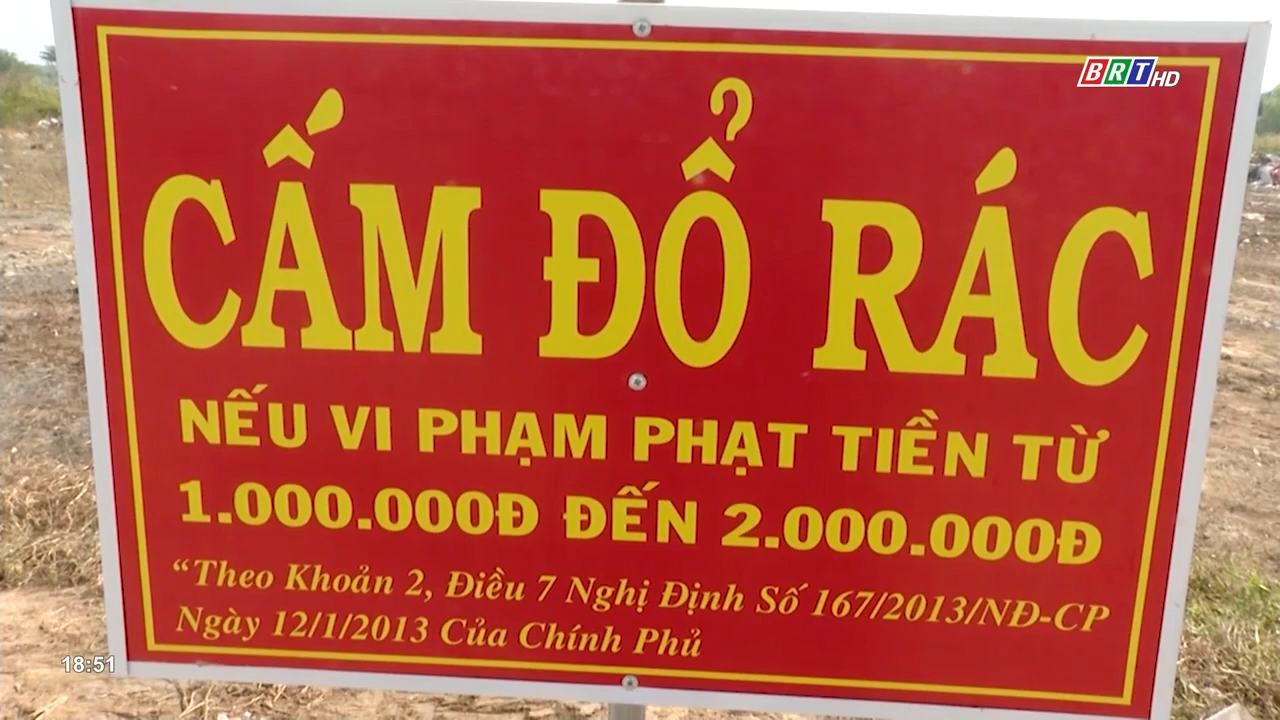 BRT HD
CẤM ĐỔ RÁC
NẾU VI PHẠM PHẠT TIỀN TỪ
1.000.000Đ ĐẾN 2.000.000Đ
“Theo Khoản 2, Điều 7 Nghị Định Số 167/2013/NĐ-CP
Ngày 12/1/2013 Của Chính Phủ
18:51